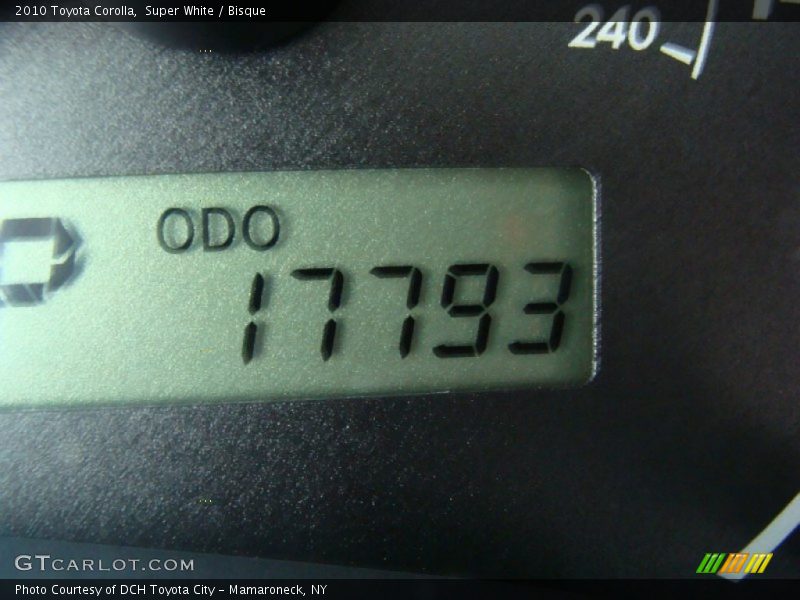 2010 Toyota Corolla, Super White / Bisque
240
ODO
17793
GTCARLOT.COM
Photo Courtesy of DCH Toyota City - Mamaroneck, NY